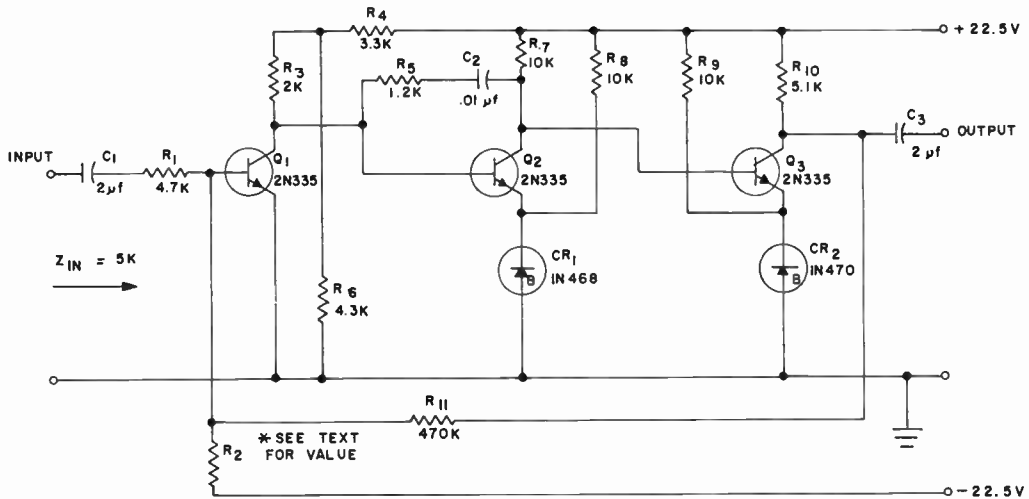 R4
3.3K
+ 22.5V
R3
2K
R5
1.2K
C2
.01 µf
R7
10K
R8
10K
R9
10K
R10
5.1K
C3
2 µf
OUTPUT
INPUT
C1
2µf
R1
4.7K
Q1
2N335
Q2
2N335
Q3
2N335
ZIN = 5K
R6
4.3K
CR1
B
IN468
CR2
B
IN470
R11
470K
R2
* SEE TEXT
FOR VALUE
-22.5V